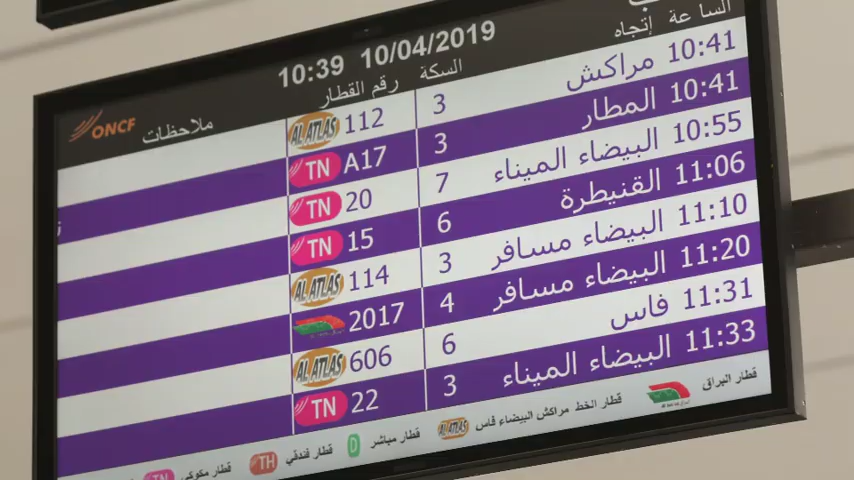 10:39 10/04/2019
الساعة إتجاه السكة رقم القطار ملاحظات ONCF
10:41 مراكش 3 112 AL ATLAS
10:41 المطار 3 A17 TN
10:55 البيضاء الميناء 7 20 TN
11:06 القنيطرة 6 15 TN
11:10 البيضاء مسافر 3 114 AL ATLAS
11:20 البيضاء مسافر 4 2017
11:31 فاس 6 606 AL ATLAS
11:33 البيضاء الميناء 3 22 TN
قطار البراق قطار الخط مراكش البيضاء فاس AL ATLAS قطار مباشر D قطار فندقي TH قطار مكوكي TN